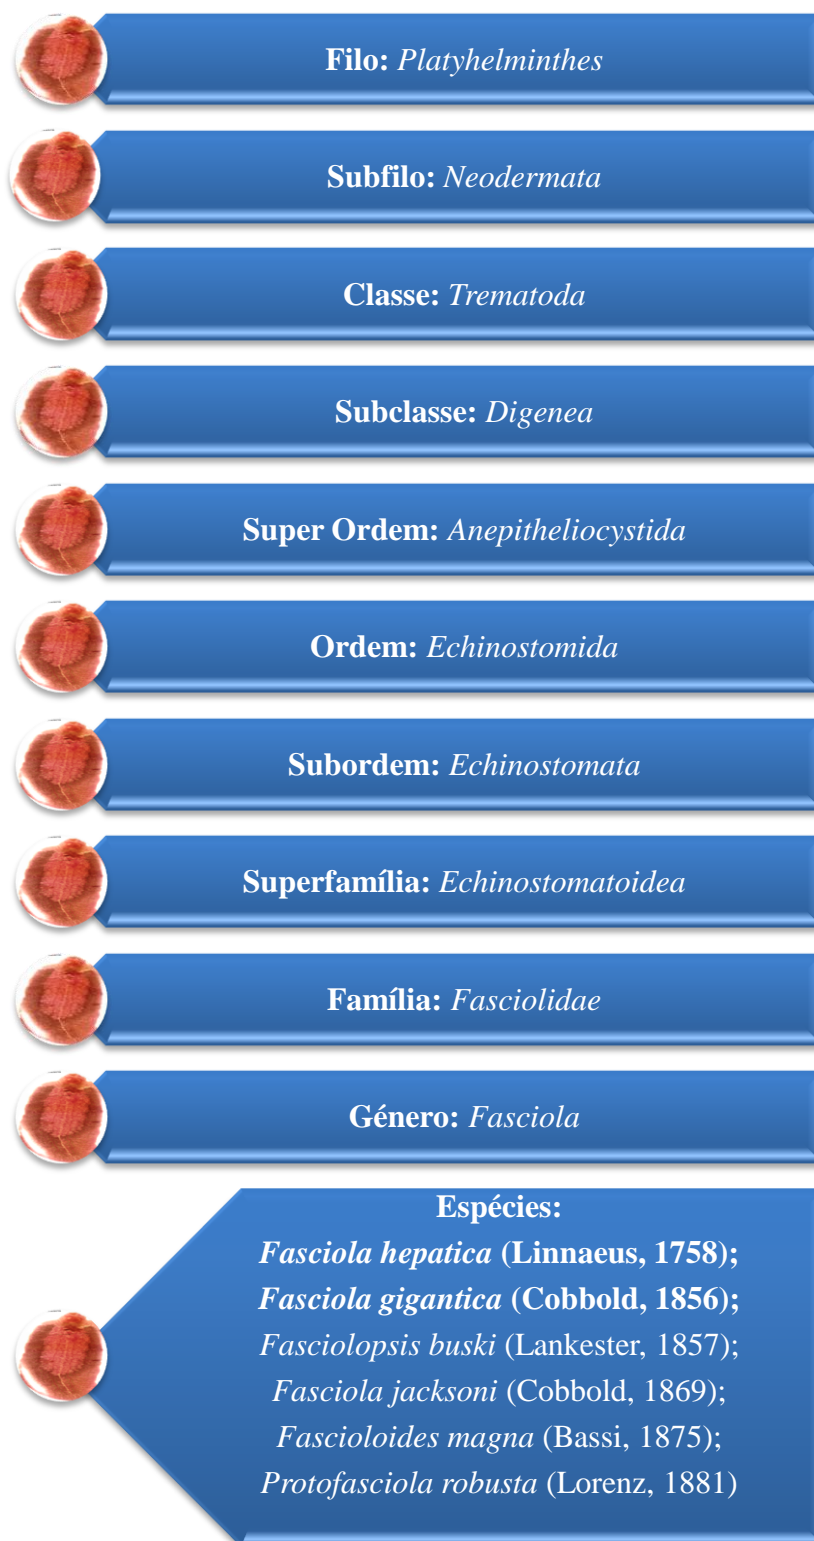 Filo: Platyhelminthes
Subfilo: Neodermata
Classe: Trematoda
Subclasse: Digenea
Super Ordem: Anepitheliocystida
Ordem: Echinostomida
Subordem: Echinostomata
Superfamília: Echinostomatoidea
Família: Fasciolidae
Género: Fasciola
Espécies:
Fasciola hepatica (Linnaeus, 1758);
Fasciola gigantica (Cobbold, 1856);
Fasciolopsis buski (Lankester, 1857);
Fasciola jacksoni (Cobbold, 1869);
Fascioloides magna (Bassi, 1875);
Protofasciola robusta (Lorenz, 1881)